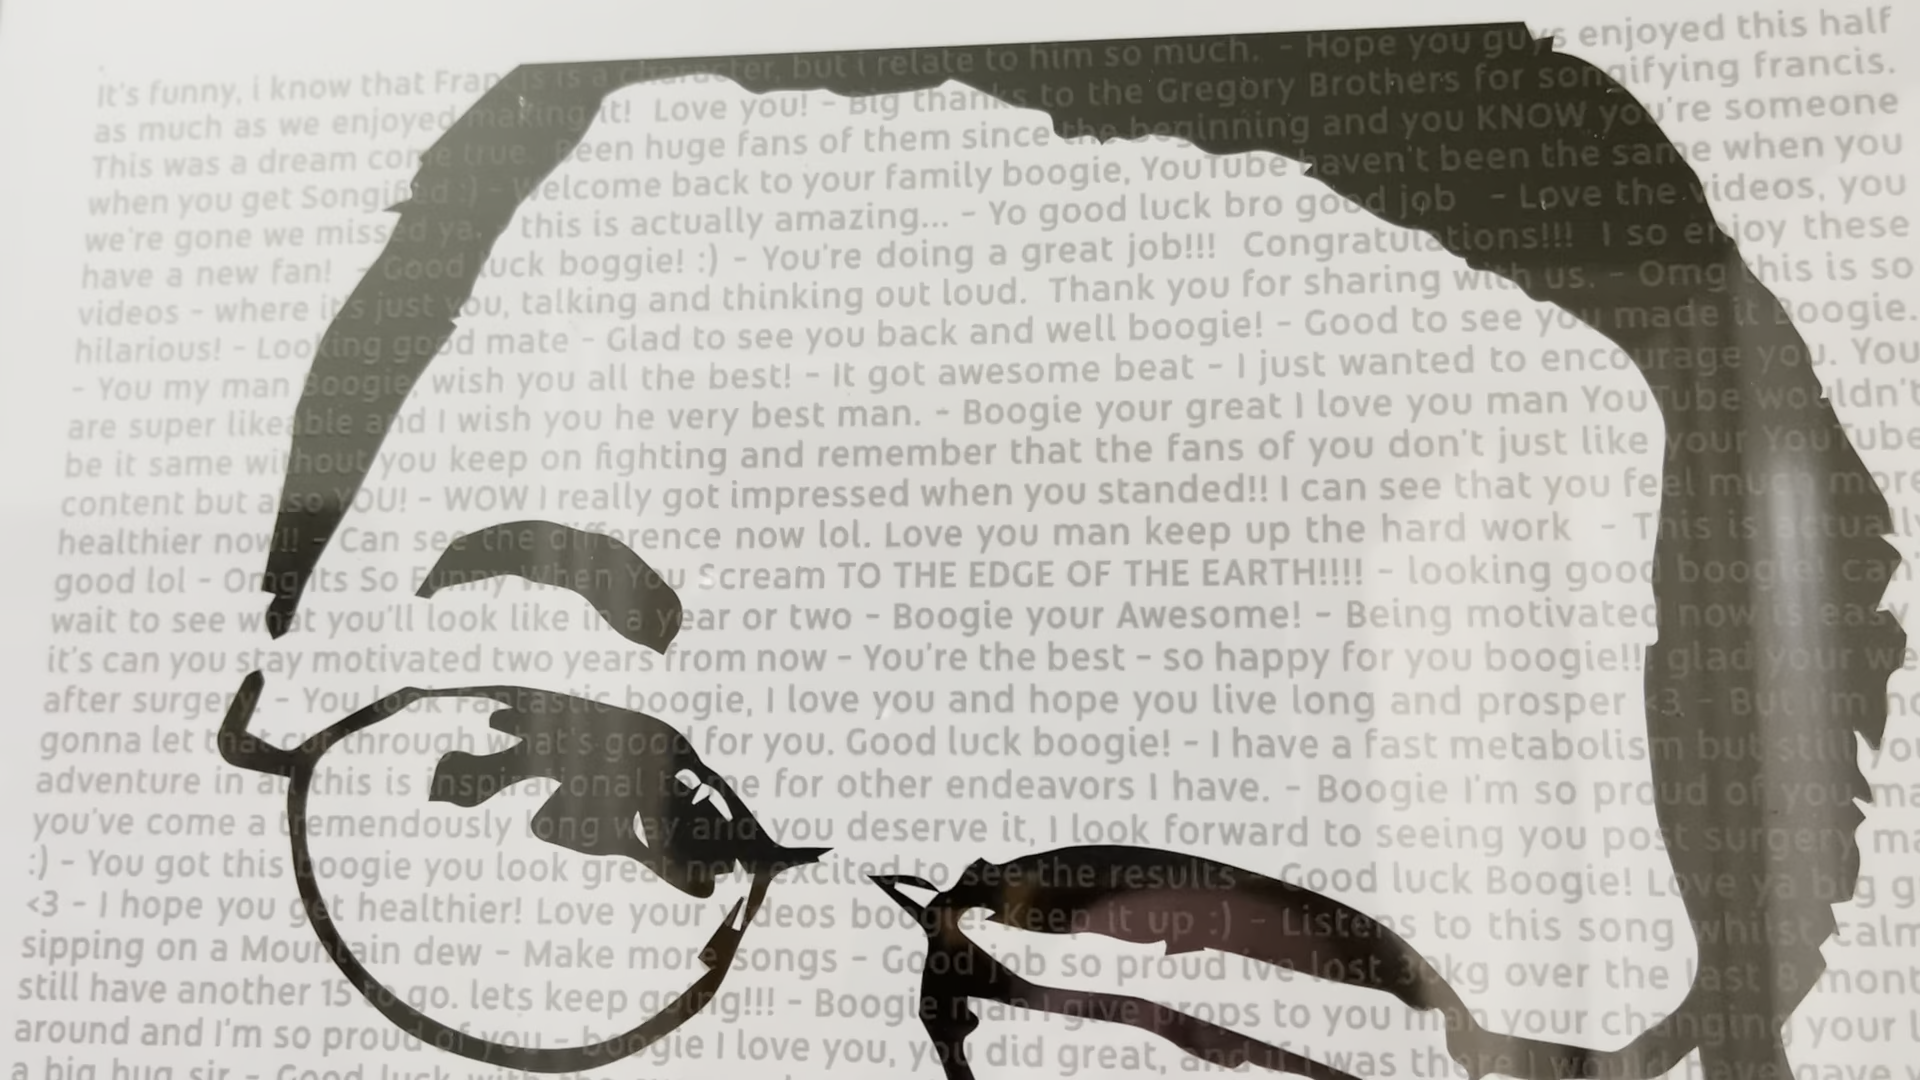 it's funny, i know that Francis is a character, but i relate to him so much. - Hope you guys enjoyed this half
as much as we enjoyed making it! Love you! - Big thanks to the Gregory Brothers for songifying francis.
This was a dream come true. Been huge fans of them since the beginning and you KNOW you're someone
when you get Songified :) - Welcome back to your family boogie, YouTube haven't been the same when you
we're gone we missed ya. this is actually amazing... - Yo good luck bro good job - Love the videos, you
have a new fan! - Good luck boggie! :) - You're doing a great job!!! Congratulations!!! I so enjoy these
videos - where it's just you, talking and thinking out loud. Thank you for sharing with us. - Omg this is so
hilarious! - Looking good mate - Glad to see you back and well boogie! - Good to see you made it Boogie.
- You my man Boogie, wish you all the best! - It got awesome beat - I just wanted to encourage you. You
are super likeable and I wish you he very best man. - Boogie your great I love you man YouTube wouldn't
be it same without you keep on fighting and remember that the fans of you don't just like your YouTube
content but also YOU! - WOW I really got impressed when you standed!! I can see that you feel much more
healthier now!! - Can see the difference now lol. Love you man keep up the hard work - This is actually
good lol - Omg Its So Funny When You Scream TO THE EDGE OF THE EARTH!!!! - looking good boogie! can't
wait to see what you'll look like in a year or two - Boogie your Awesome! - Being motivated now is easy
it's can you stay motivated two years from now - You're the best - so happy for you boogie!!! glad your we
after surgery. - You look Fantastic boogie, I love you and hope you live long and prosper <3 - But I'm no
gonna let that cut through what's good for you. Good luck boogie! - I have a fast metabolism but still you
adventure in all this is inspirational to me for other endeavors I have. - Boogie I'm so proud of you ma
you've come a tremendously long way and you deserve it, I look forward to seeing you post surgery ma
:) - You got this boogie you look great now excited to see the results - Good luck Boogie! Love ya big g
<3 - I hope you get healthier! Love your videos boogie! Keep it up :) - Listens to this song whilst calm
sipping on a Mountain dew - Make more songs - Good job so proud Ive lost 30kg over the last 8 mont
still have another 15 to go. lets keep going!!! - Boogie man I give props to you man your changing your l
around and I'm so proud of you - boogie I love you, you did great, and if I was there I would have gave y
a big hug sir - Good luck with the